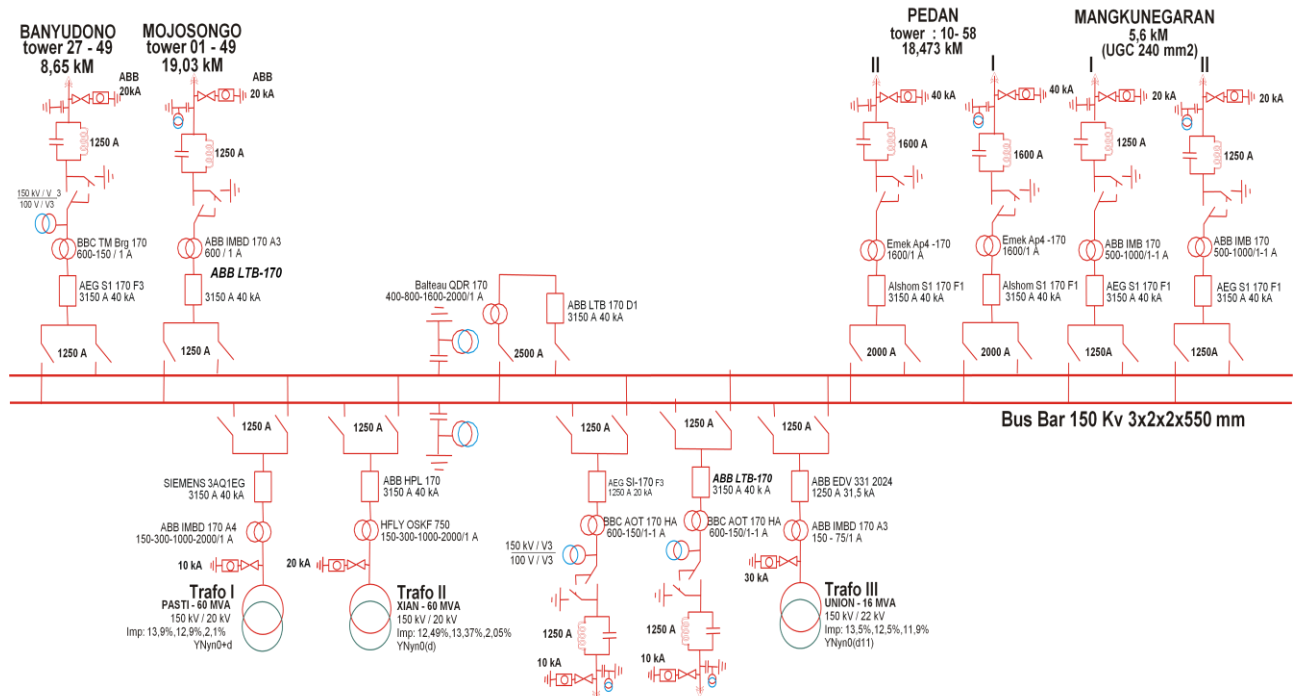 BANYUDONO
tower 27 - 49
8,65 kM
ABB
20kA
1250 A
150 kV / V_3
100 V / V3
BBC TM Brg 170
600-150 / 1 A
AEG S1 170 F3
3150 A 40 kA
1250 A
MOJOSONGO
tower 01 - 49
19,03 kM
ABB
20 kA
1250 A
ABB IMBD 170 A3
600 / 1 A
ABB LTB-170
3150 A 40 kA
1250 A
Balteau QDR 170
400-800-1600-2000/1 A
ABB LTB 170 D1
3150 A 40 kA
2500 A
PEDAN
tower : 10- 58
18,473 kM
II
I
40 kA
1600 A
Emek Ap4 -170
1600/1 A
Alshom S1 170 F1
3150 A 40 kA
2000 A
40 kA
1600 A
Emek Ap4 -170
1600/1 A
Alshom S1 170 F1
3150 A 40 kA
2000 A
MANGKUNEGARAN
5,6 kM
(UGC 240 mm2)
I
II
20 kA
1250 A
ABB IMB 170
500-1000/1-1 A
AEG S1 170 F1
3150 A 40 kA
1250A
20 kA
1250 A
ABB IMB 170
500-1000/1-1 A
AEG S1 170 F1
3150 A 40 kA
1250A
Bus Bar 150 Kv 3x2x2x550 mm
1250 A
SIEMENS 3AQ1EG
3150 A 40 kA
ABB IMBD 170 A4
150-300-1000-2000/1 A
10 kA
Trafo I
PASTI - 60 MVA
150 kV / 20 kV
Imp: 13,9%,12,9%,2,1%
YNyn0+d
1250 A
ABB HPL 170
3150 A 40 kA
HFLY OSKF 750
150-300-1000-2000/1 A
20 kA
Trafo II
XIAN - 60 MVA
150 kV / 20 kV
Imp: 12,49%,13,37%,2,05%
YNyn0(d)
1250 A
AEG SI-170 F3
1250 A 20 kA
BBC AOT 170 HA
600-150/1-1 A
150 kV / V3
100 V / V3
1250 A
10 kA
1250 A
ABB LTB-170
3150 A 40 k A
BBC AOT 170 HA
600-150/1-1 A
1250 A
10 kA
1250 A
ABB EDV 331 2024
1250 A 31,5 kA
ABB IMBD 170 A3
150 - 75/1 A
30 kA
Trafo III
UNION - 16 MVA
150 kV / 22 kV
Imp: 13,5%,12,5%,11,9%
YNyn0(d11)